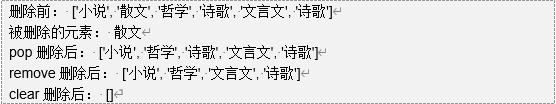 删除前： ['小说', '散文', '哲学', '诗歌', '文言文', '诗歌']
被删除的元素： 散文
pop 删除后： ['小说', '哲学', '诗歌', '文言文', '诗歌']
remove 删除后： ['小说', '哲学', '文言文', '诗歌']
clear 删除后： []